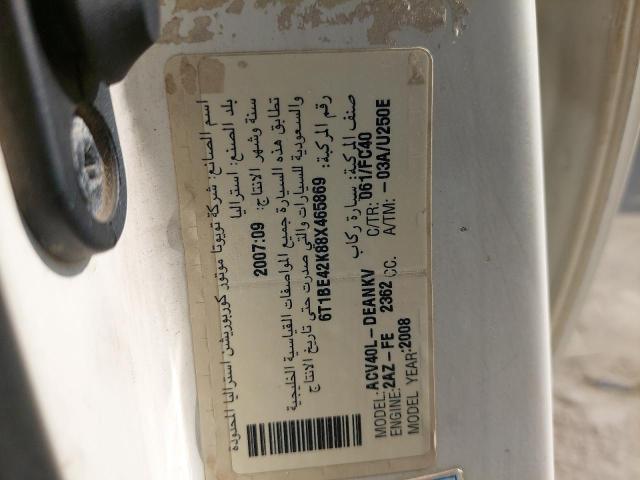 اسم الصانع: شركة تويوتا موتور كوربوريشن استراليا المحدودة
بلد الصنع: استراليا
سنة وشهر الانتاج: 2007:09
تطابق هذه السيارة جميع المواصفات القياسية الخليجية
والسعودية للسيارات والتي صدرت حتى تاريخ الانتاج
رقم المركبة: 6T1BE42K88X465869
صنف المركبة: سيارة ركاب
MODEL: ACV40L-DEANKV C/TR: 061/FC40
ENGINE: 2AZ-FE 2362 CC. A/TM: -03A/U250E
MODEL YEAR: 2008